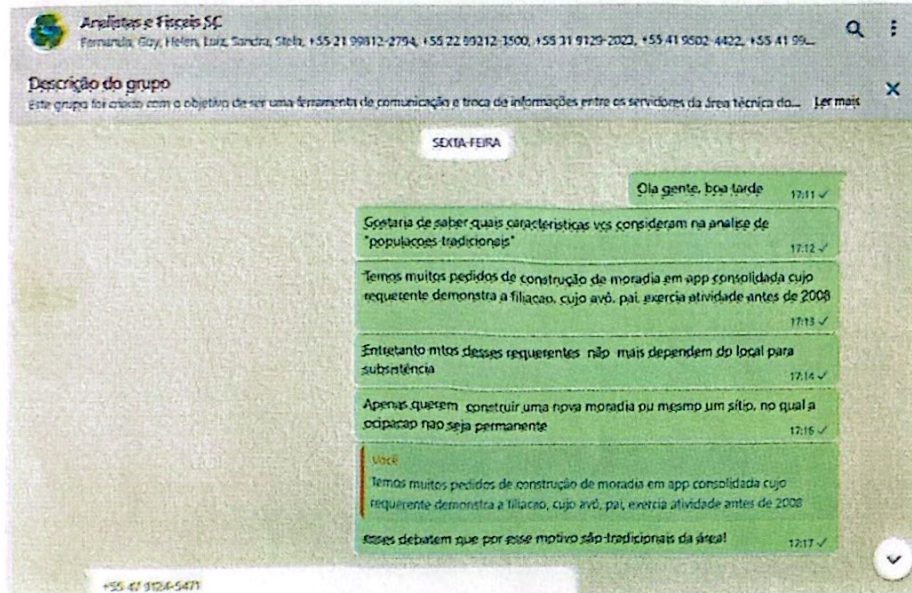 Analistas e Fiscais SC
Fernanda, Guy, Helen, Luiz, Sandra, Stela, +55 21 99812-2794, +55 22 99212-3500, +55 31 9129-2023, +55 41 9502-4422, +55 41 99...
Descrição do grupo
Este grupo foi criado com o objetivo de ser uma ferramenta de comunicação e troca de informações entre os servidores da área técnica do... Ler mais
SEXTA-FEIRA
Ola gente, boa tarde 17:11
Gostaria de saber quais características vcs consideram na analise de
"populacoes tradicionais" 17:12
Temos muitos pedidos de construção de moradia em app consolidada cujo
requerente demonstra a filiacao, cujo avô, pai, exercia atividade antes de 2008
17:13
Entretanto mtos desses requerentes não mais dependem do local para
subsistência 17:14
Apenas querem construir uma nova moradia ou mesmo um sítio, no qual a
ocipacao nao seja permanente 17:16
Você
Temos muitos pedidos de construção de moradia em app consolidada cujo
requerente demonstra a filiacao, cujo avô, pai, exercia atividade antes de 2008
esses debatem que por esse motivo são tradicionais da área! 17:17
+55 47 9124-5471